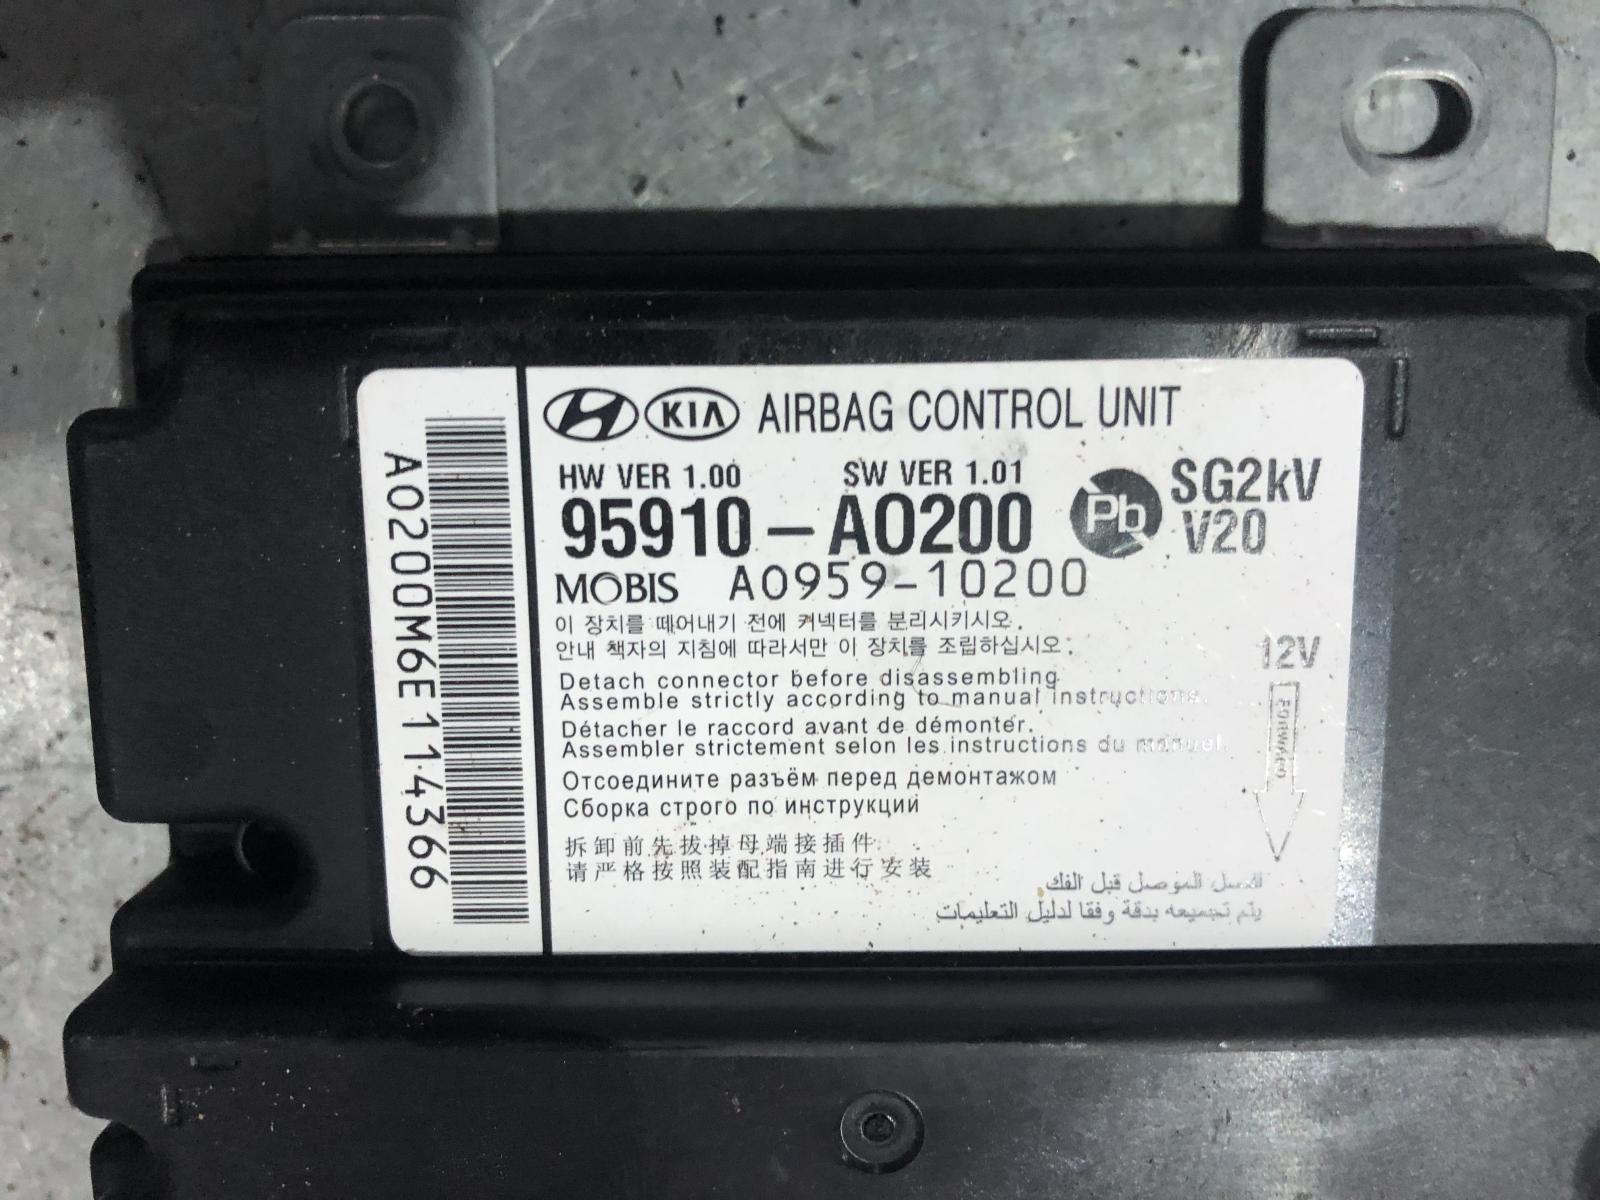 A0200M6E114366
KIA AIRBAG CONTROL UNIT
HW VER 1.00 SW VER 1.01
95910-A0200
Pb SG2kV
V20
MOBIS A0959-10200
이 장치를 떼어내기 전에 커넥터를 분리시키시오.
안내 책자의 지침에 따라서만 이 장치를 조립하십시오.
12V
FORWARD
Detach connector before disassembling.
Assemble strictly according to manual instructions.
Détacher le raccord avant de démonter.
Assembler strictement selon les instructions du manuel.
Отсоедините разъём перед демонтажом
Сборка строго по инструкции
拆卸前先拔掉母端接插件
请严格按照装配指南进行安装
افصل الموصل قبل الفك
يتم تجميعه بدقة وفقا لدليل التعليمات